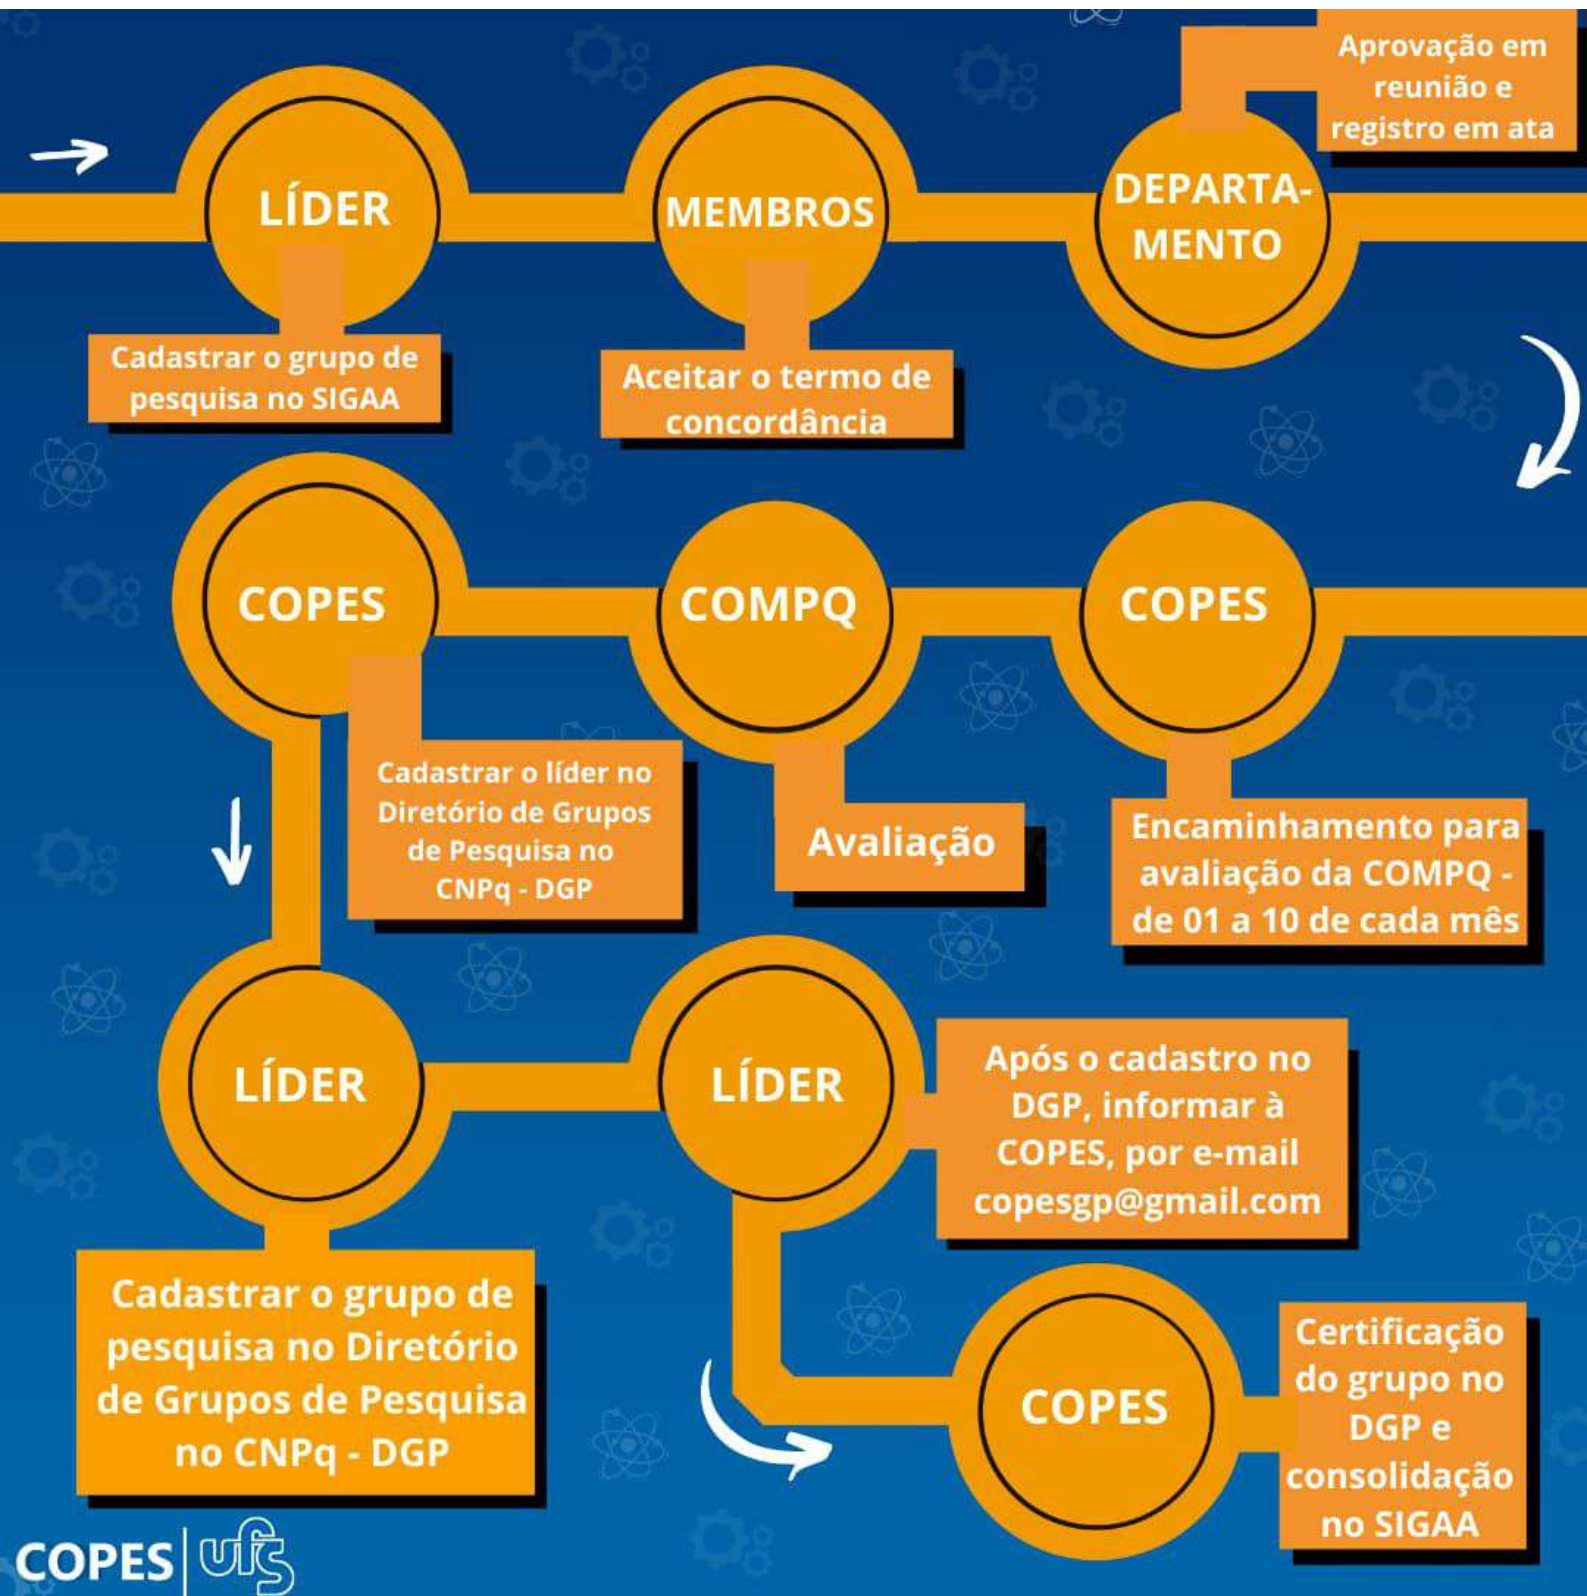 LÍDER
Cadastrar o grupo de
pesquisa no SIGAA
MEMBROS
Aceitar o termo de
concordância
DEPARTA-
MENTO
Aprovação em
reunião e
registro em ata
COPES
Encaminhamento para
avaliação da COMPQ -
de 01 a 10 de cada mês
COMPQ
Avaliação
COPES
Cadastrar o líder no
Diretório de Grupos
de Pesquisa no
CNPq - DGP
LÍDER
Cadastrar o grupo de
pesquisa no Diretório
de Grupos de Pesquisa
no CNPq - DGP
LÍDER
Após o cadastro no
DGP, informar à
COPES, por e-mail
copesgp@gmail.com
COPES
Certificação
do grupo no
DGP e
consolidação
no SIGAA
COPES
ufs